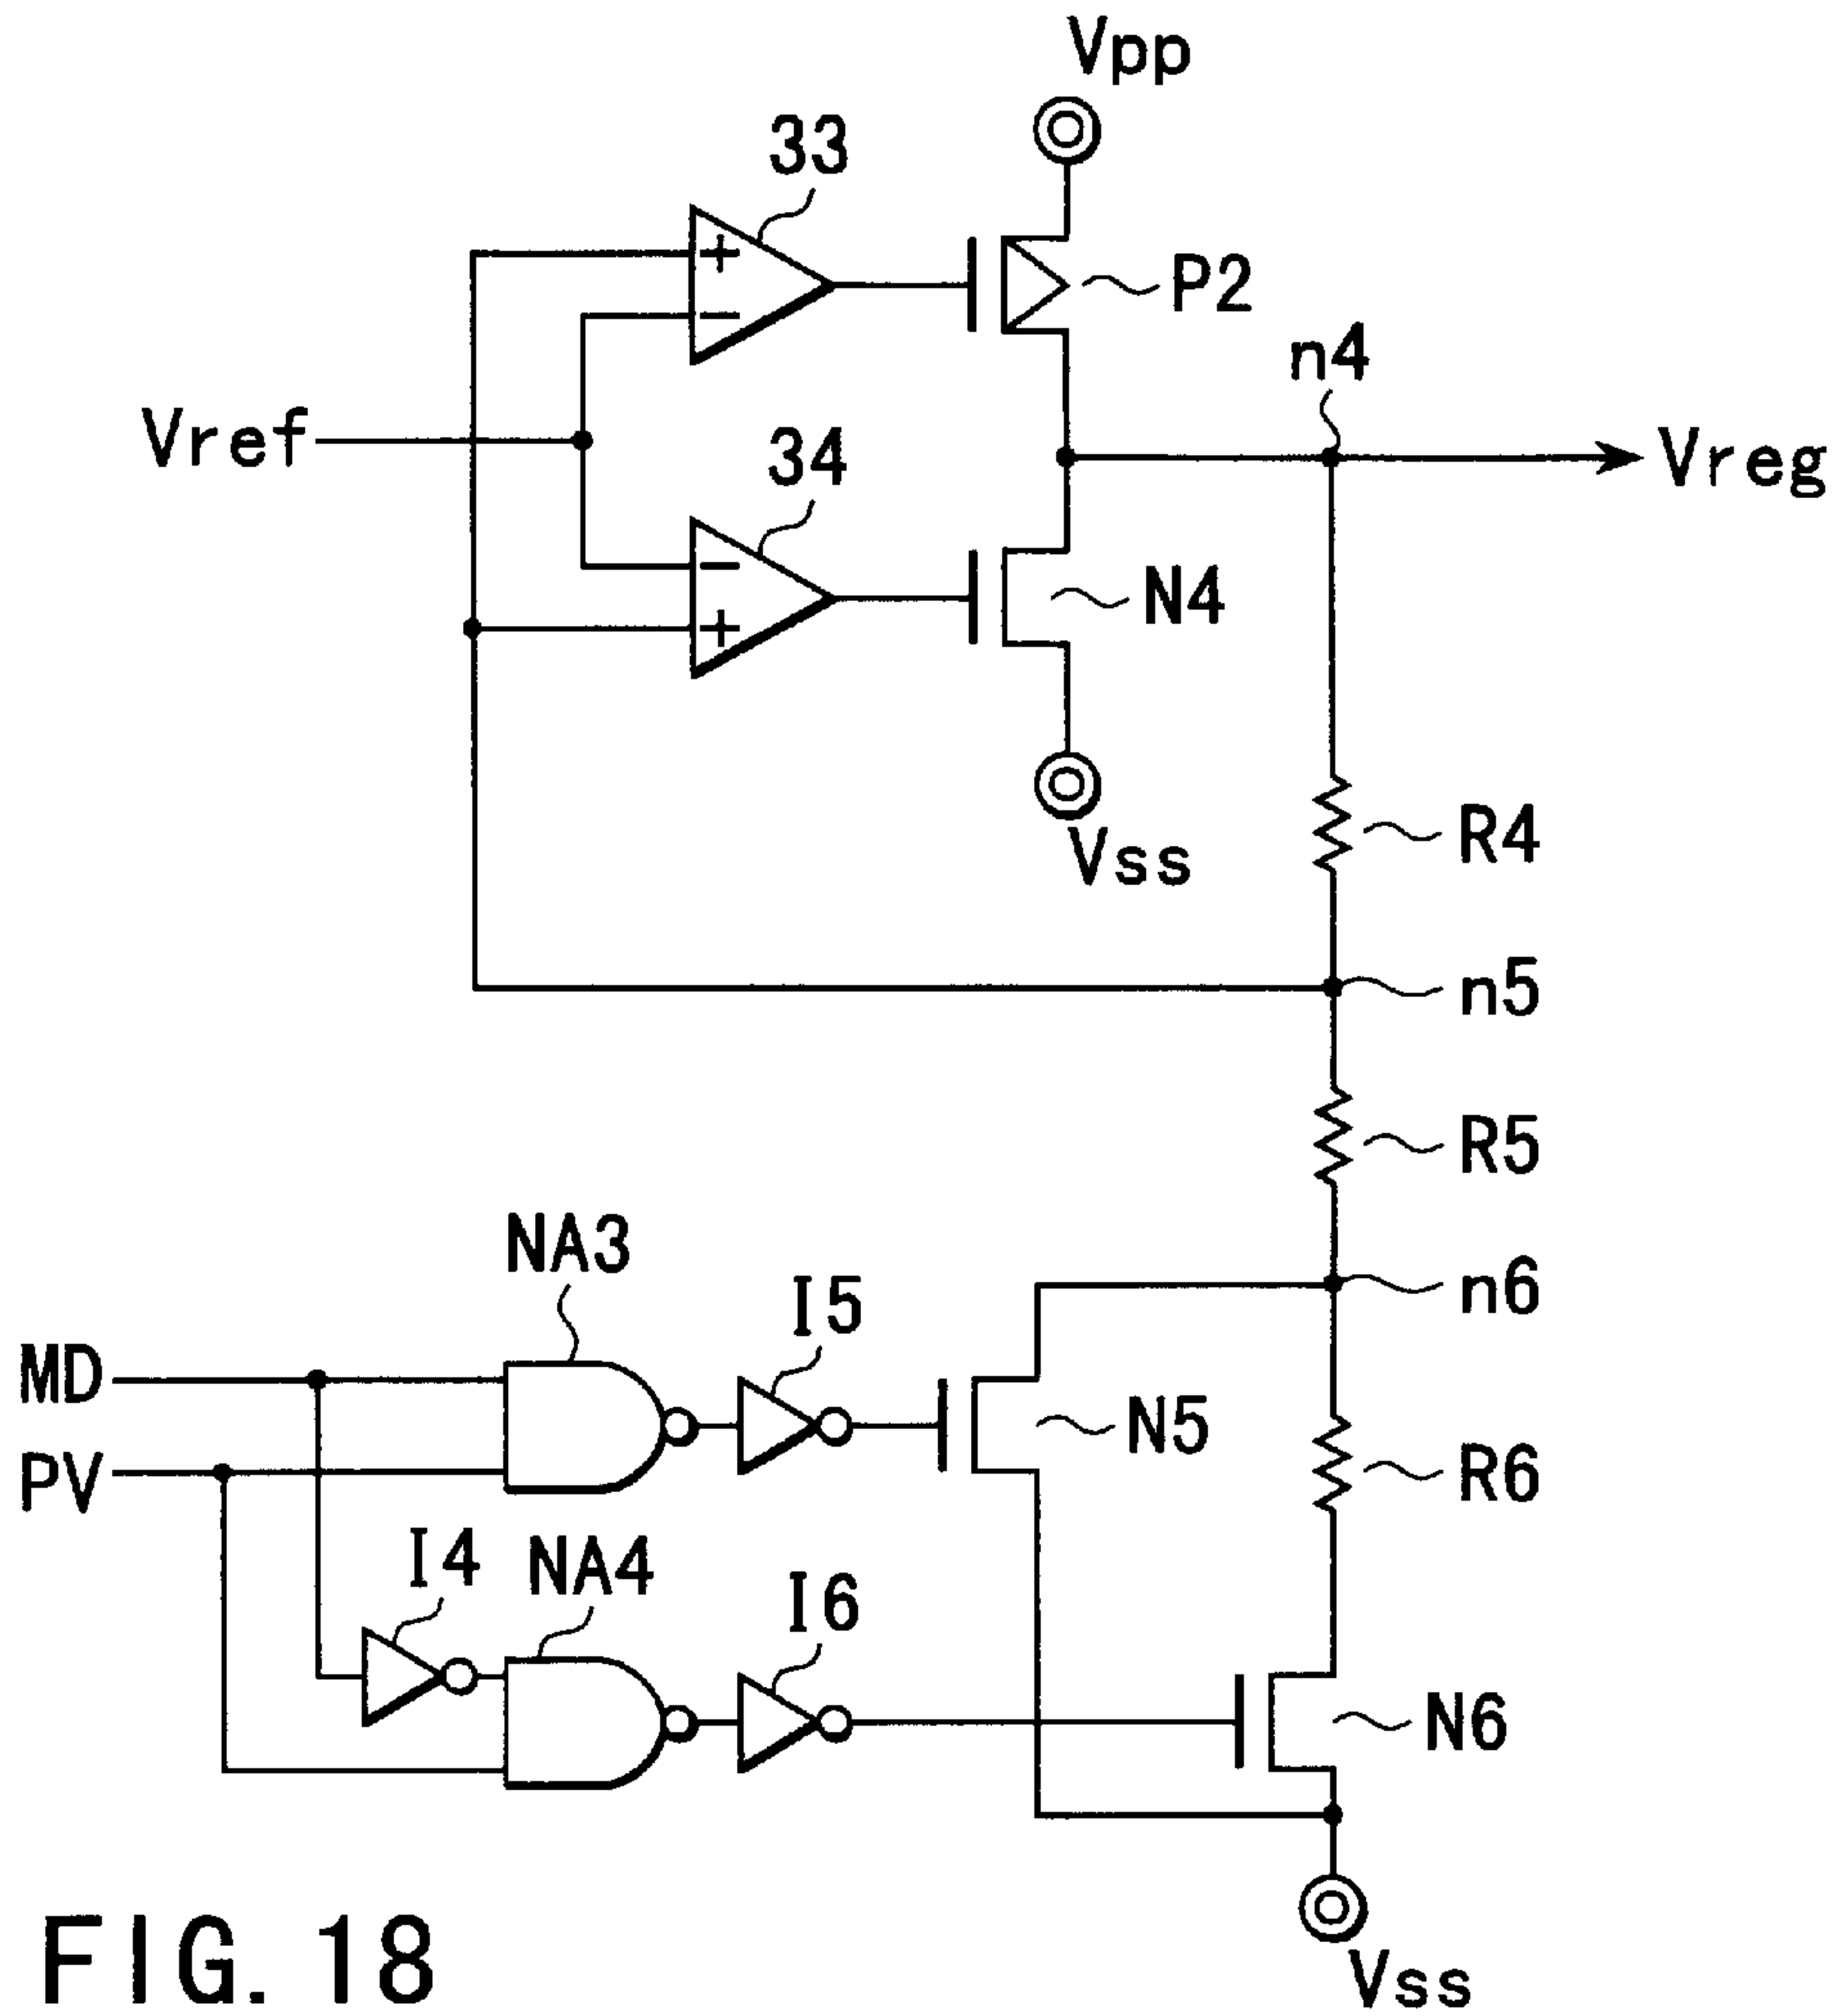 Vpp
33
+
−
P2
n4
Vref
34
Vreg
−
+
N4
Vss
R4
n5
R5
NA3
I5
n6
MD
PV
N5
R6
I4
NA4
I6
N6
Vss
FIG. 18